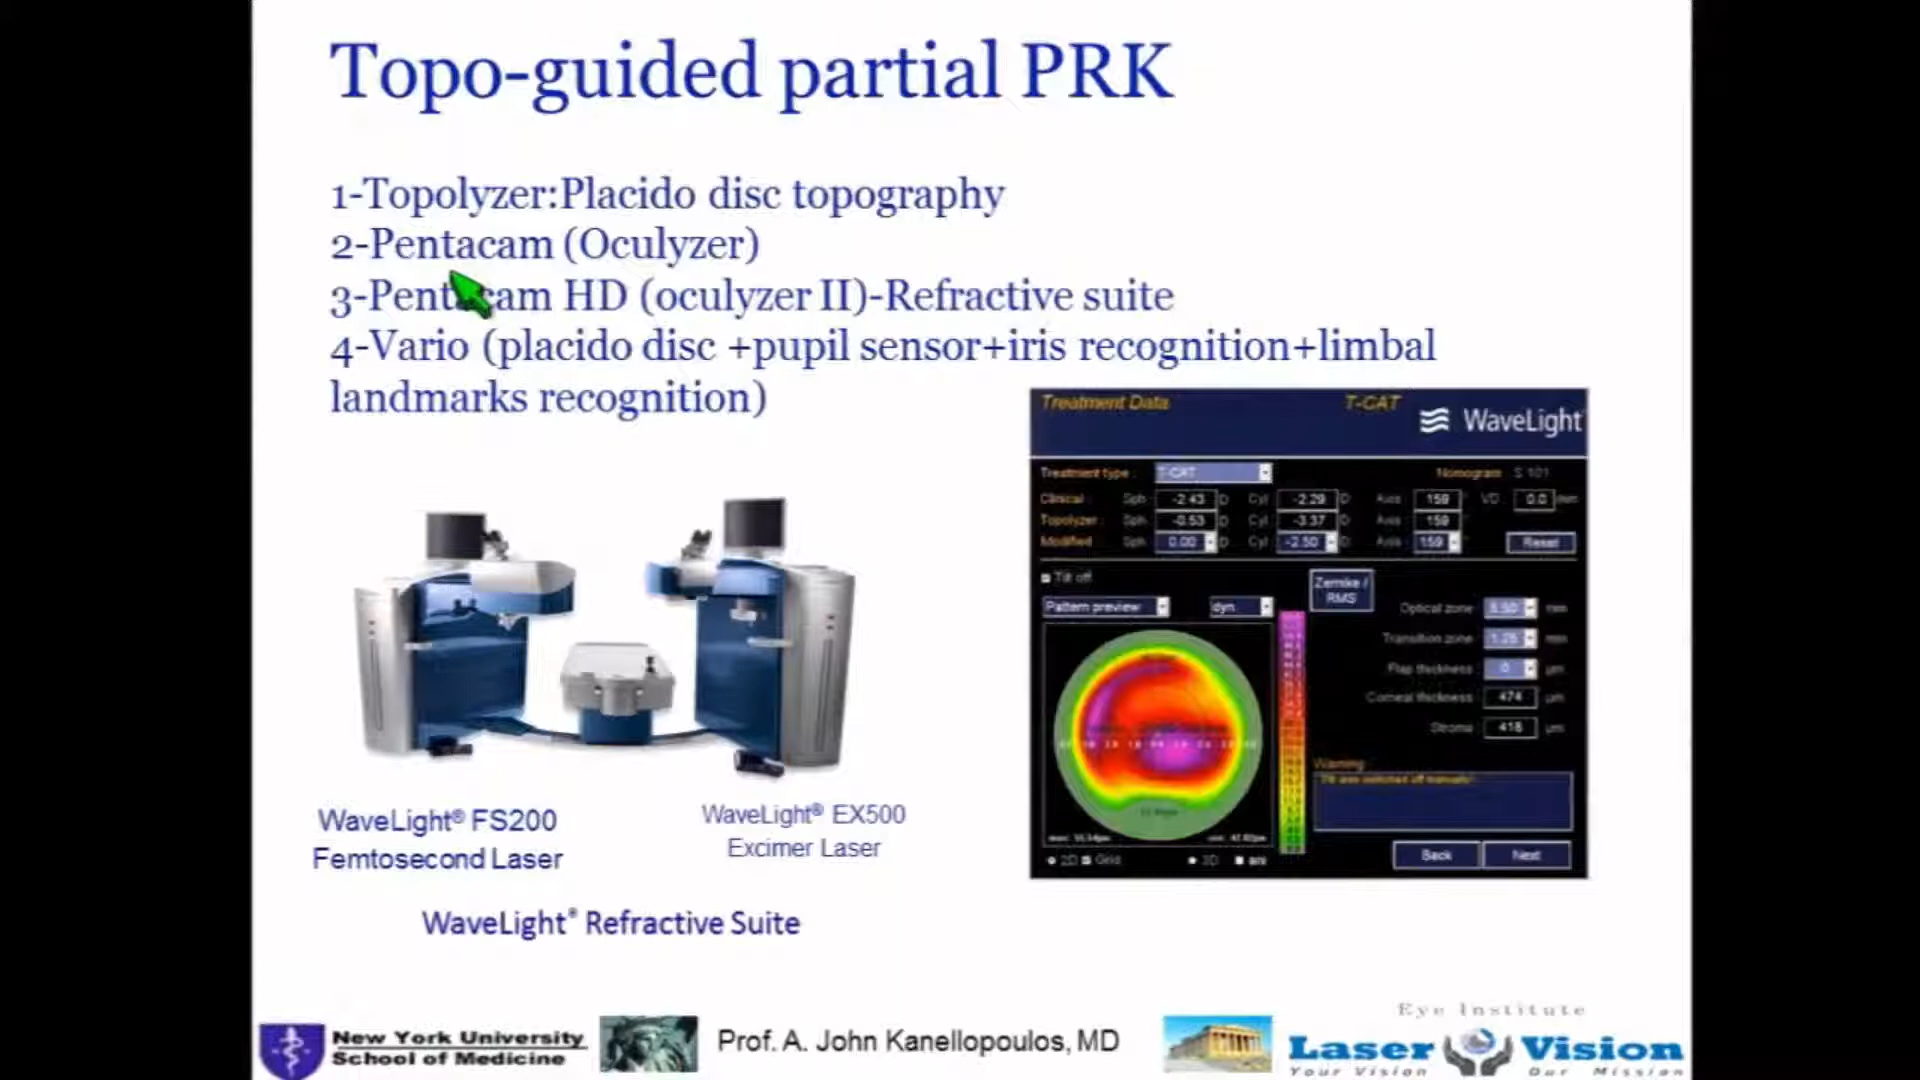 Topo-guided partial PRK
1-Topolyzer:Placido disc topography
2-Pentacam (Oculyzer)
3-Pentacam HD (oculyzer II)-Refractive suite
4-Vario (placido disc +pupil sensor+iris recognition+limbal
landmarks recognition)
Treatment Data T-CAT WaveLight
Treatment type: T-CAT Nomogram S 101
Clinical Sph -2.43 D Cyl -2.29 D Axis 159 VD 0.0 mm
Topolyzer Sph -0.53 D Cyl -3.37 D Axis 159
Modified Sph 0.00 D Cyl -2.50 D Axis 159 Reset
Tilt off
Zernike /
RMS
Pattern preview dyn.
Optical zone mm
Transition zone 1.25 mm
Flap thickness 0 µm
Corneal thickness 474 µm
Stroma 418 µm
Warning
Tilt was switched off manually!
2D Grid 3D
Back Next
WaveLight® FS200
Femtosecond Laser
WaveLight® EX500
Excimer Laser
WaveLight® Refractive Suite
New York University
School of Medicine
Prof. A. John Kanellopoulos, MD
Eye Institute
Laser Vision
Your Vision Our Mission